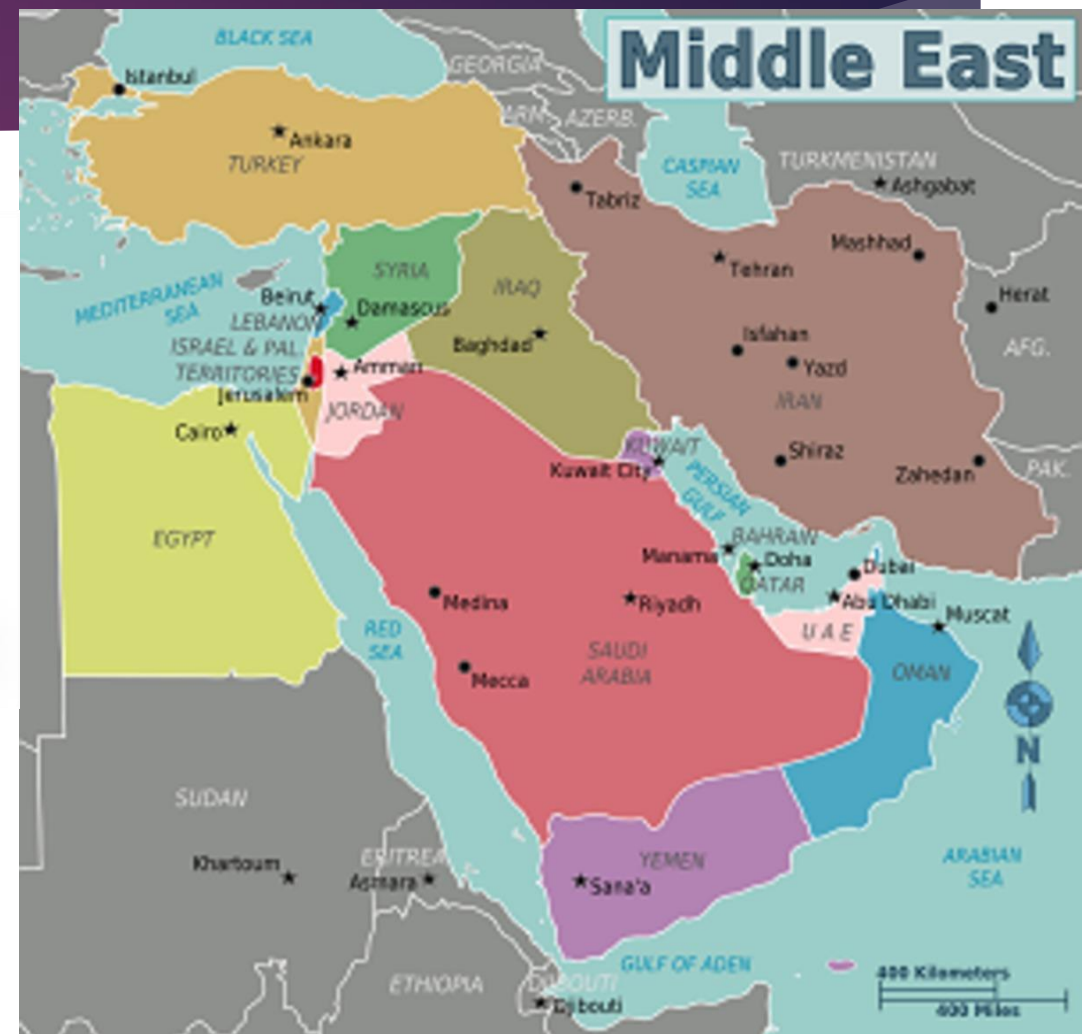 Middle East
BLACK SEA
GEORGIA
Istanbul
ARM.
AZERB.
Ankara
TURKEY
CASPIAN
SEA
TURKMENISTAN
Ashgabat
Tabriz
Mashhad
Tehran
SYRIA
IRAQ
MEDITERRANEAN
SEA
Beirut
Damascus
LEBANON
Herat
Isfahan
Baghdad
ISRAEL & PAL.
TERRITORIES
AFG.
Amman
Yazd
Jerusalem
JORDAN
IRAN
Cairo
KUWAIT
Shiraz
Kuwait City
Zahedan
PAK.
PERSIAN
GULF
EGYPT
BAHRAIN
Manama
Doha
QATAR
Dubai
Abu Dhabi
Muscat
Medina
Riyadh
RED
SEA
U A E
SAUDI
ARABIA
OMAN
Mecca
N
SUDAN
ERITREA
YEMEN
ARABIAN
SEA
Khartoum
Asmara
Sana'a
GULF OF ADEN
400 Kilometers
400 Miles
ETHIOPIA
DJIBOUTI
Djibouti